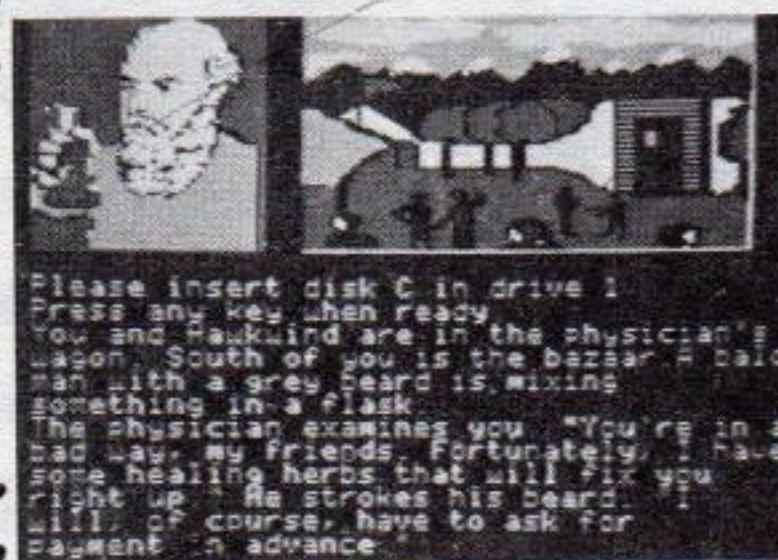 Please insert disk C in drive 1
Press any key when ready
You and Hawkwind are in the physician's
wagon. South of you is the bazaar A bald
man with a grey beard is mixing
something in a flask
The physician examines you "You're in a
bad way, my friends. Fortunately, I have
some healing herbs that will fix you
right up " He strokes his beard. "I
will, of course, have to ask for
payment in advance "